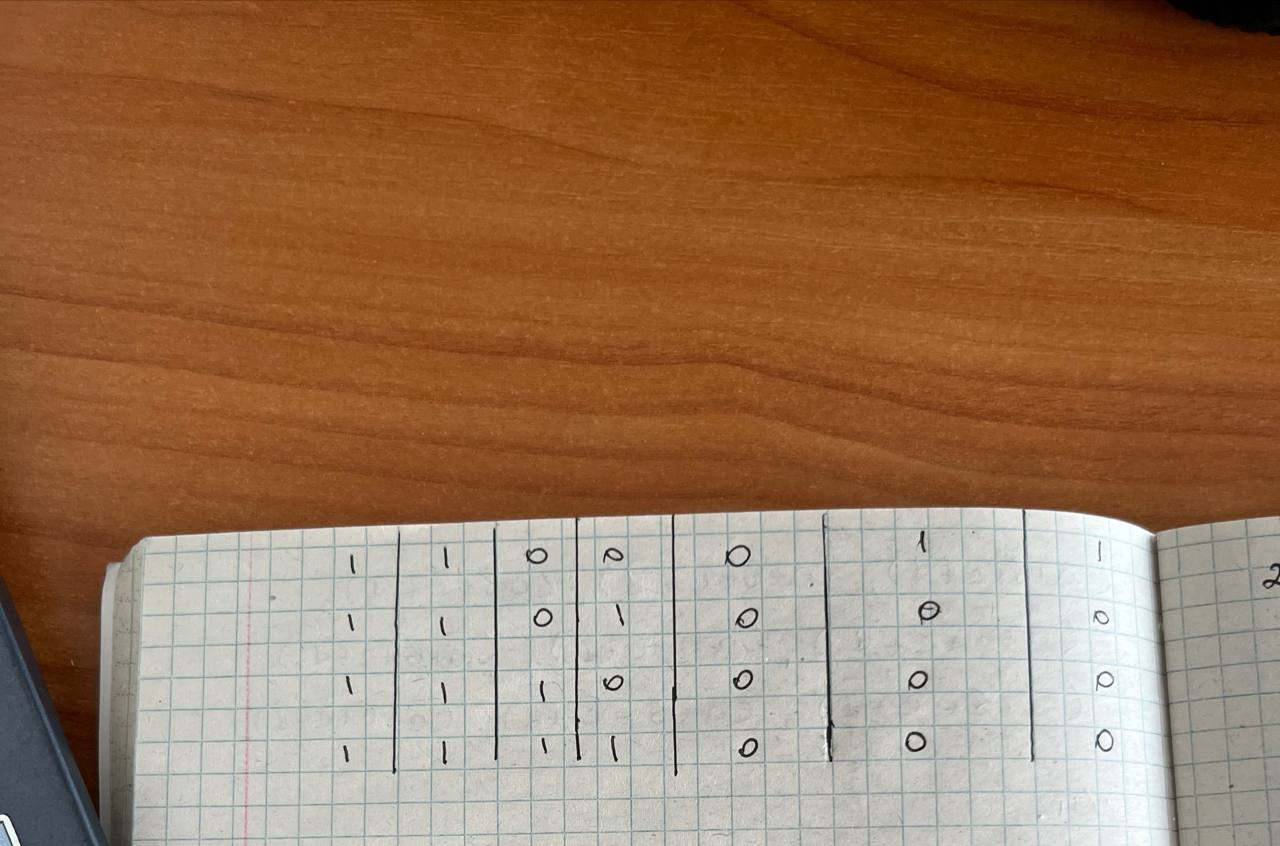 1 | 1 | 0 | 0 | 0 | 1 | 1
1 | 1 | 0 | 1 | 0 | 0 | 0
1 | 1 | 1 | 0 | 0 | 0 | 0
1 | 1 | 1 | 1 | 0 | 0 | 0
2